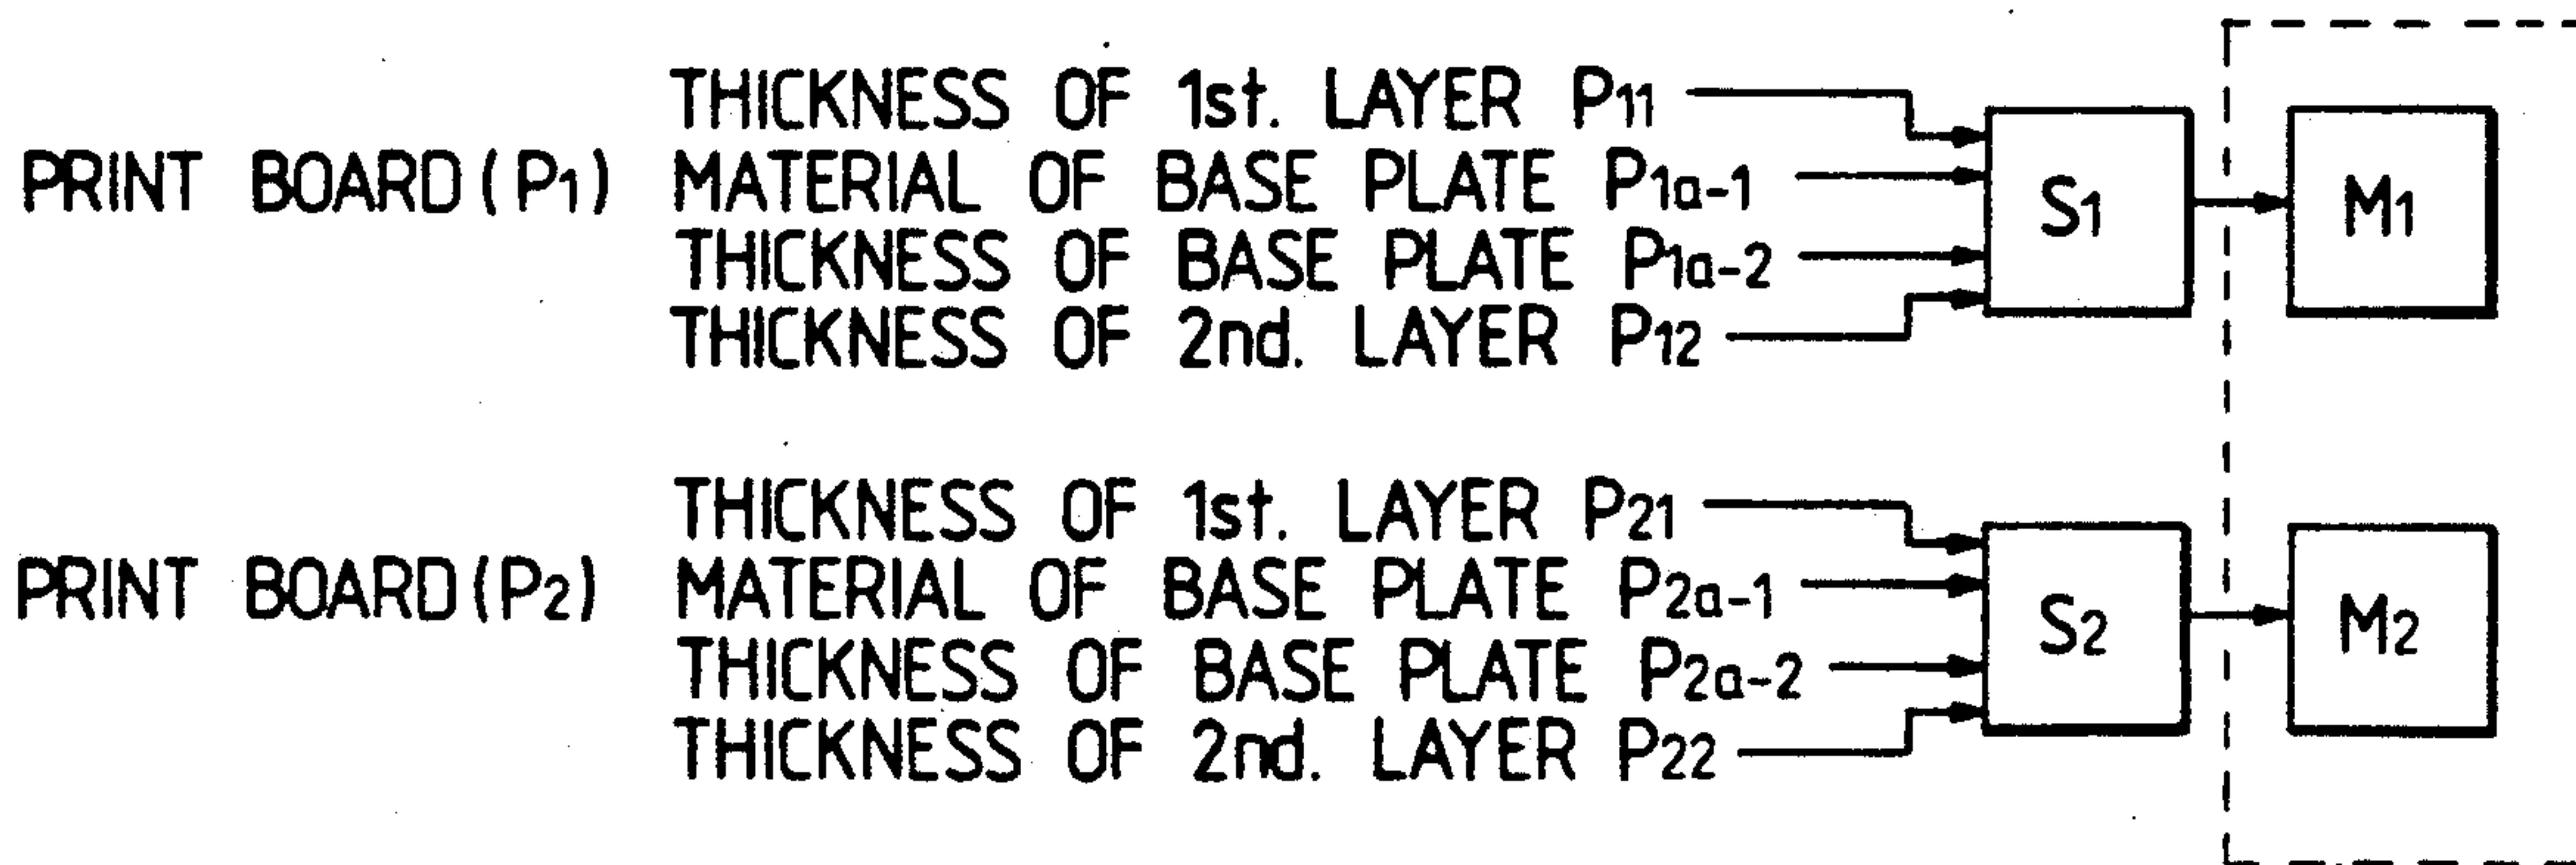 THICKNESS OF 1st. LAYER P11
PRINT BOARD (P1) MATERIAL OF BASE PLATE P1a-1
THICKNESS OF BASE PLATE P1a-2
THICKNESS OF 2nd. LAYER P12
S1
M1
THICKNESS OF 1st. LAYER P21
PRINT BOARD (P2) MATERIAL OF BASE PLATE P2a-1
THICKNESS OF BASE PLATE P2a-2
THICKNESS OF 2nd. LAYER P22
S2
M2